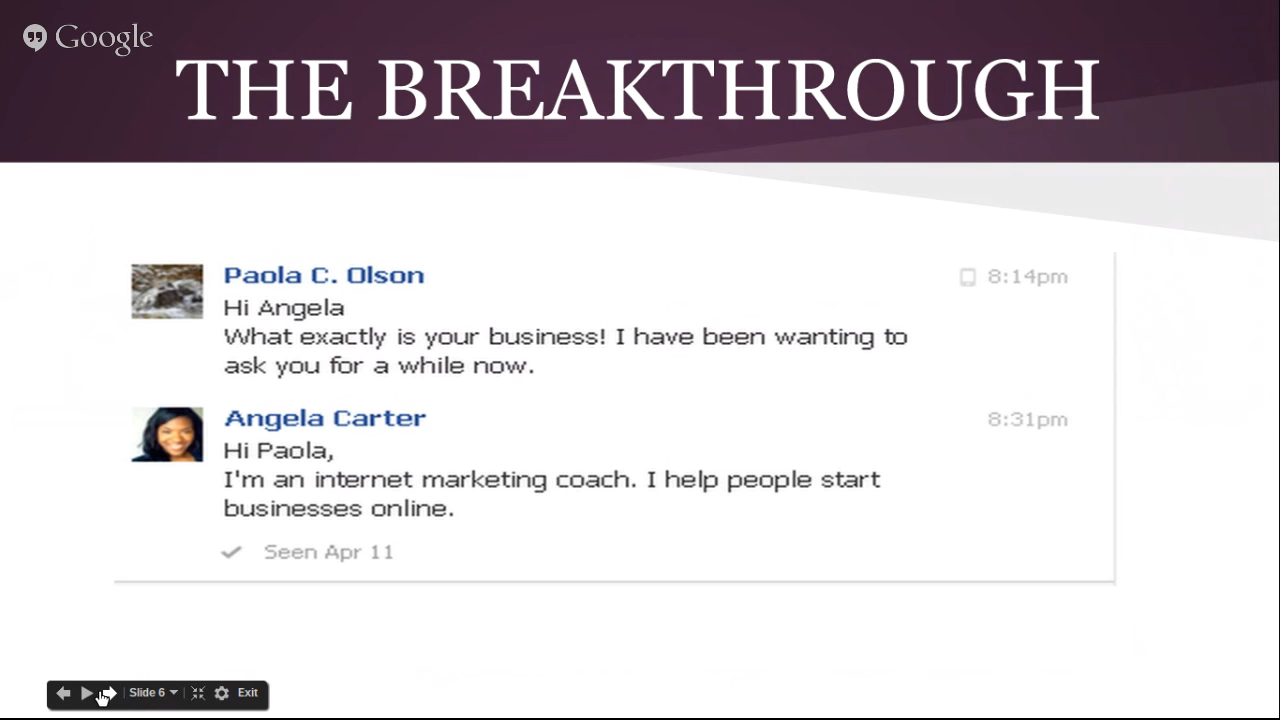 Google
THE BREAKTHROUGH
Paola C. Olson 8:14pm
Hi Angela
What exactly is your business! I have been wanting to
ask you for a while now.
Angela Carter 8:31pm
Hi Paola,
I'm an internet marketing coach. I help people start
businesses online.
Seen Apr 11
Slide 6 Exit